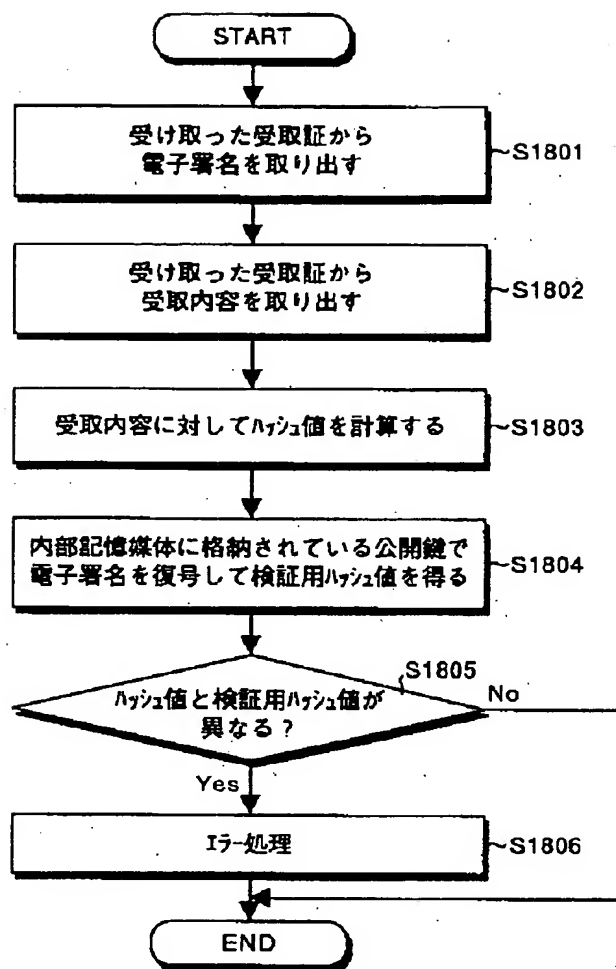 START
受け取った受取証から
電子署名を取り出す
~S1801
受け取った受取証から
受取内容を取り出す
~S1802
受取内容に対してﾊｯｼｭ値を計算する
~S1803
内部記憶媒体に格納されている公開鍵で
電子署名を復号して検証用ﾊｯｼｭ値を得る
~S1804
S1805
ﾊｯｼｭ値と検証用ﾊｯｼｭ値が
異なる？
No
Yes
ｴﾗｰ処理
~S1806
END